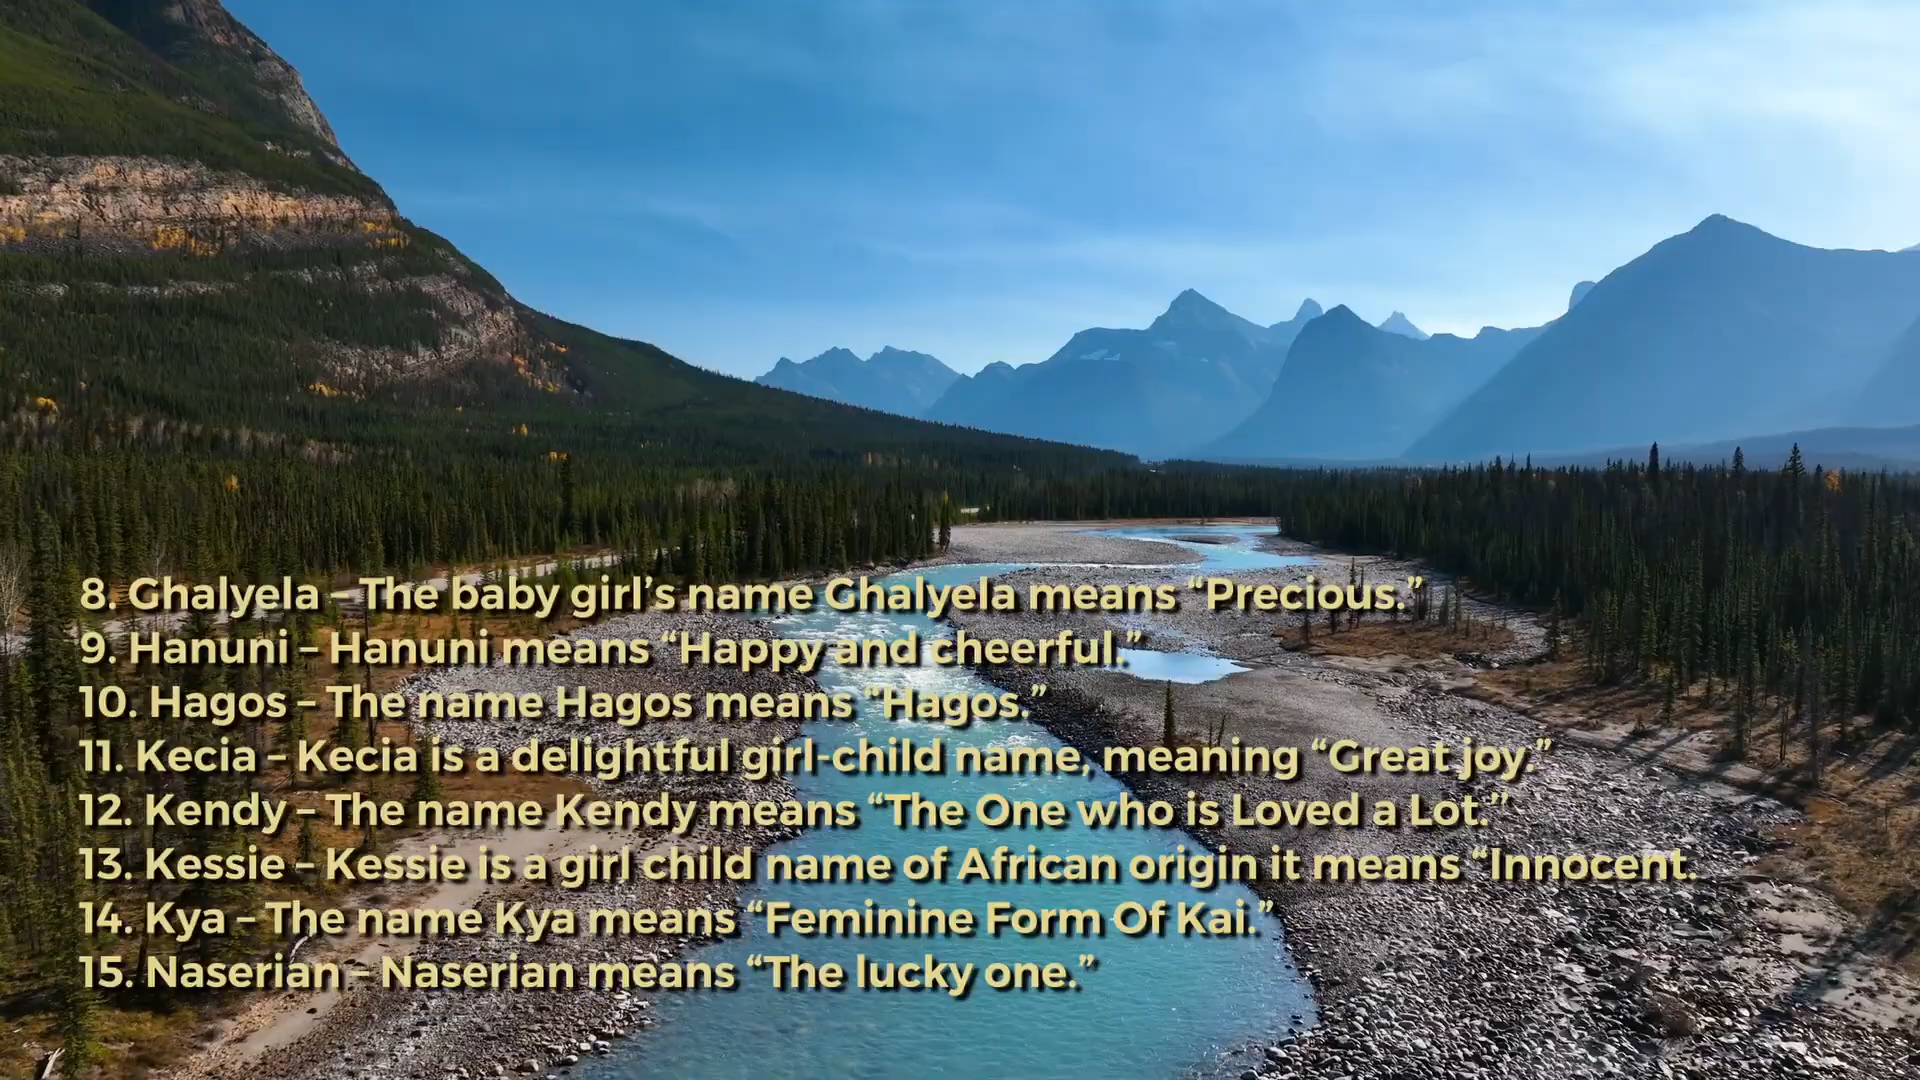 8. Ghalyela – The baby girl’s name Ghalyela means “Precious.”
9. Hanuni – Hanuni means “Happy and cheerful.”
10. Hagos – The name Hagos means “Hagos.”
11. Kecia – Kecia is a delightful girl-child name, meaning “Great joy.”
12. Kendy – The name Kendy means “The One who is Loved a Lot.”
13. Kessie – Kessie is a girl child name of African origin it means “Innocent.
14. Kya – The name Kya means “Feminine Form Of Kai.”
15. Naserian – Naserian means “The lucky one.”